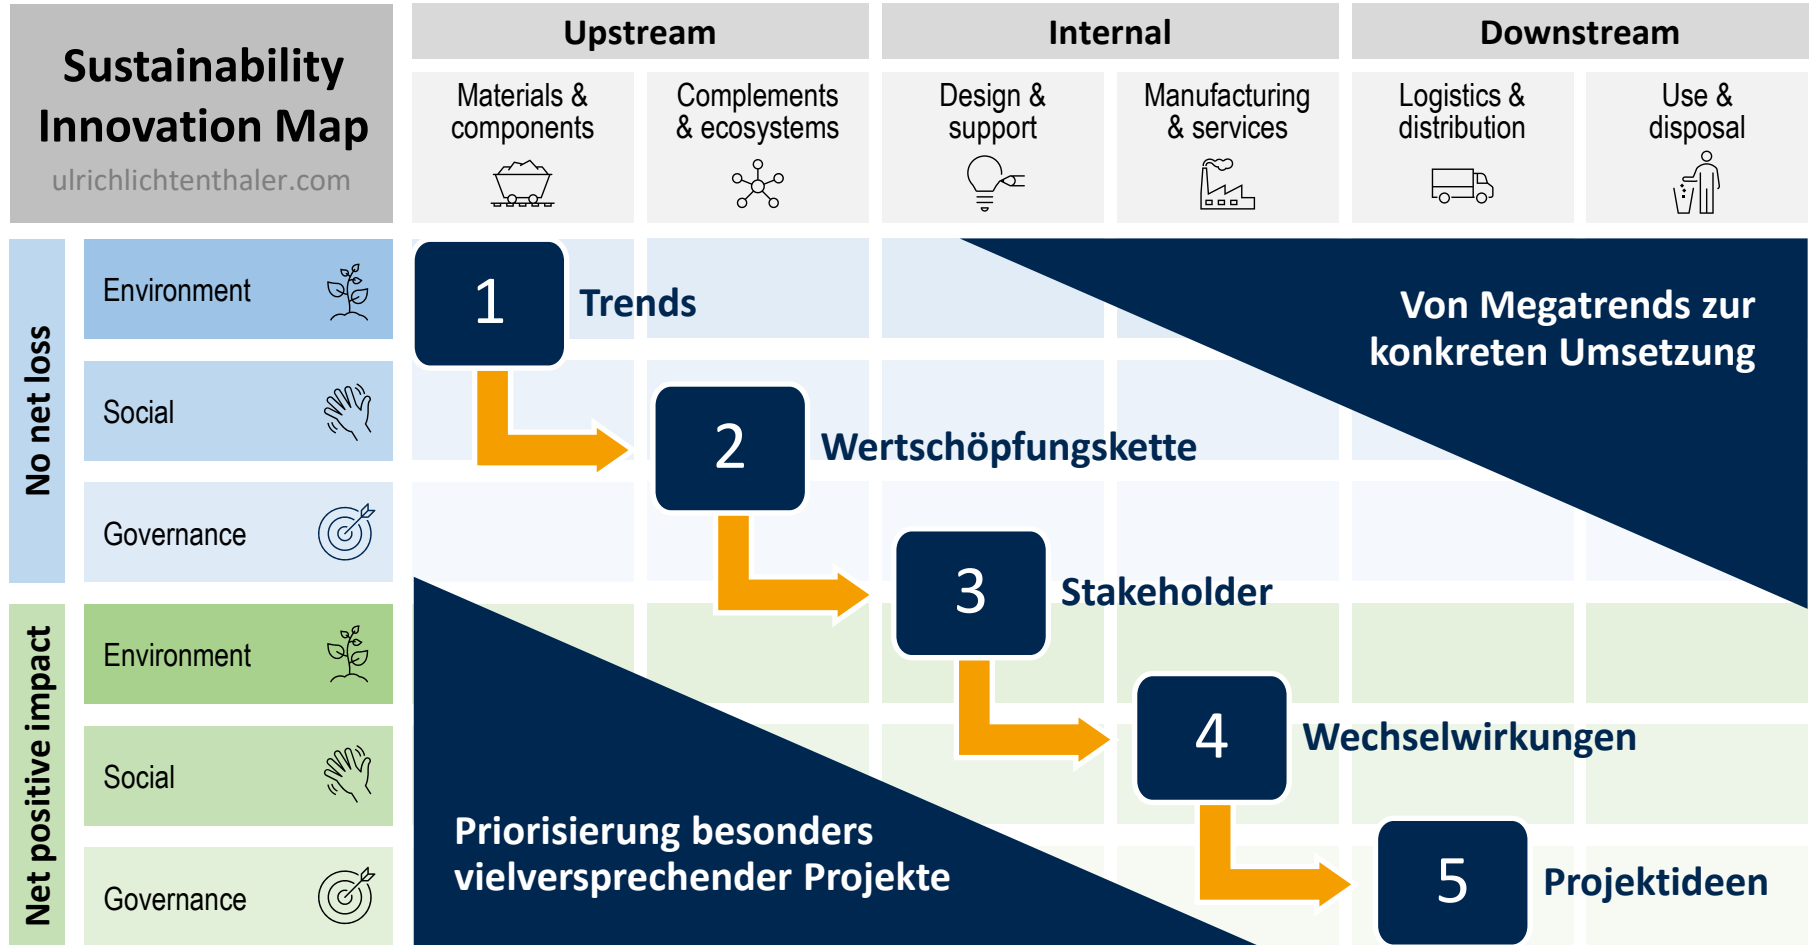 Sustainability
Innovation Map
ulrichlichtenthaler.com
Upstream
Internal
Downstream
Materials &
components
Complements
& ecosystems
Design &
support
Manufacturing
& services
Logistics &
distribution
Use &
disposal
No net loss
Environment
Social
Governance
Net positive impact
Environment
Social
Governance
1
Trends
2
Wertschöpfungskette
3
Stakeholder
4
Wechselwirkungen
5
Projektideen
Von Megatrends zur
konkreten Umsetzung
Priorisierung besonders
vielversprechender Projekte